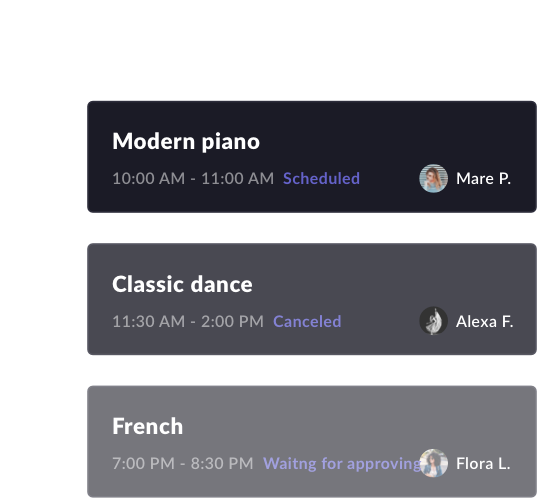 Modern piano
10:00 AM - 11:00 AM Scheduled Mare P.
Classic dance
11:30 AM - 2:00 PM Canceled Alexa F.
French
7:00 PM - 8:30 PM Waitng for approving Flora L.